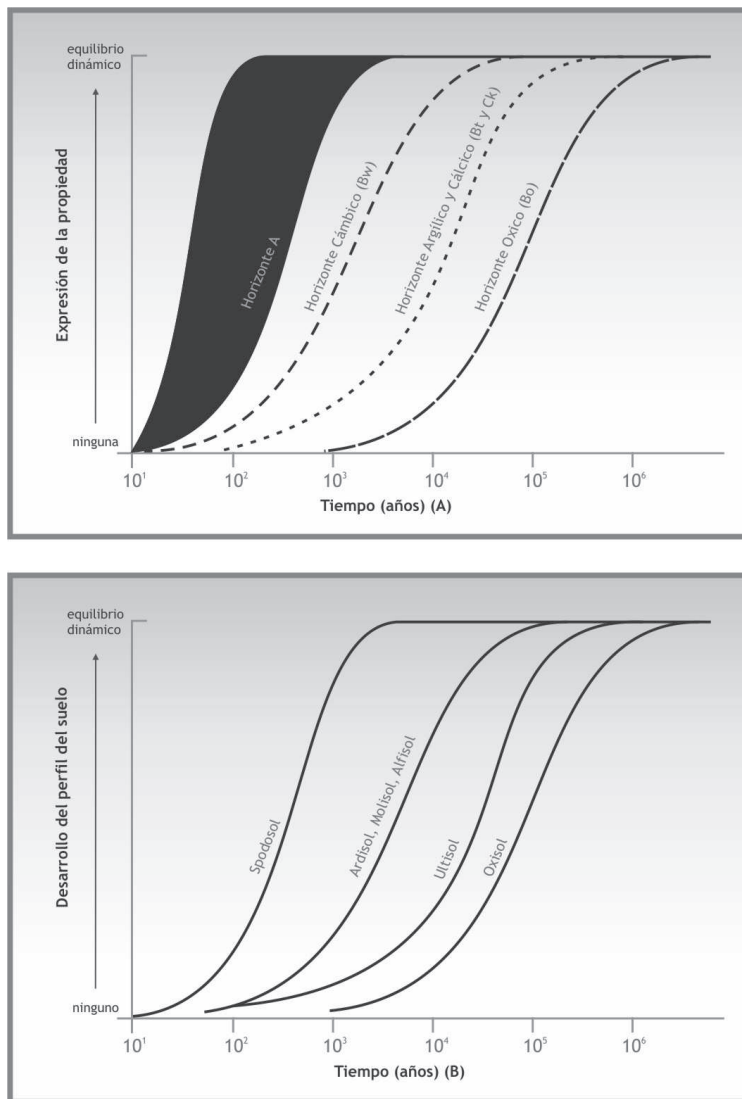 equilibrio
dinámico
Expresión de la propiedad
Horizonte A
Horizonte Cámbico (Bw)
Horizonte Argílico y Cálcico (Bt y Ck)
Horizonte Oxico (Bo)
ninguna
10¹ 10² 10³ 10⁴ 10⁵ 10⁶
Tiempo (años) (A)
equilibrio
dinámico
Desarrollo del perfil del suelo
Spodosol
Ardisol, Molisol, Alfisol
Ultisol
Oxisol
ninguno
10¹ 10² 10³ 10⁴ 10⁵ 10⁶
Tiempo (años) (B)